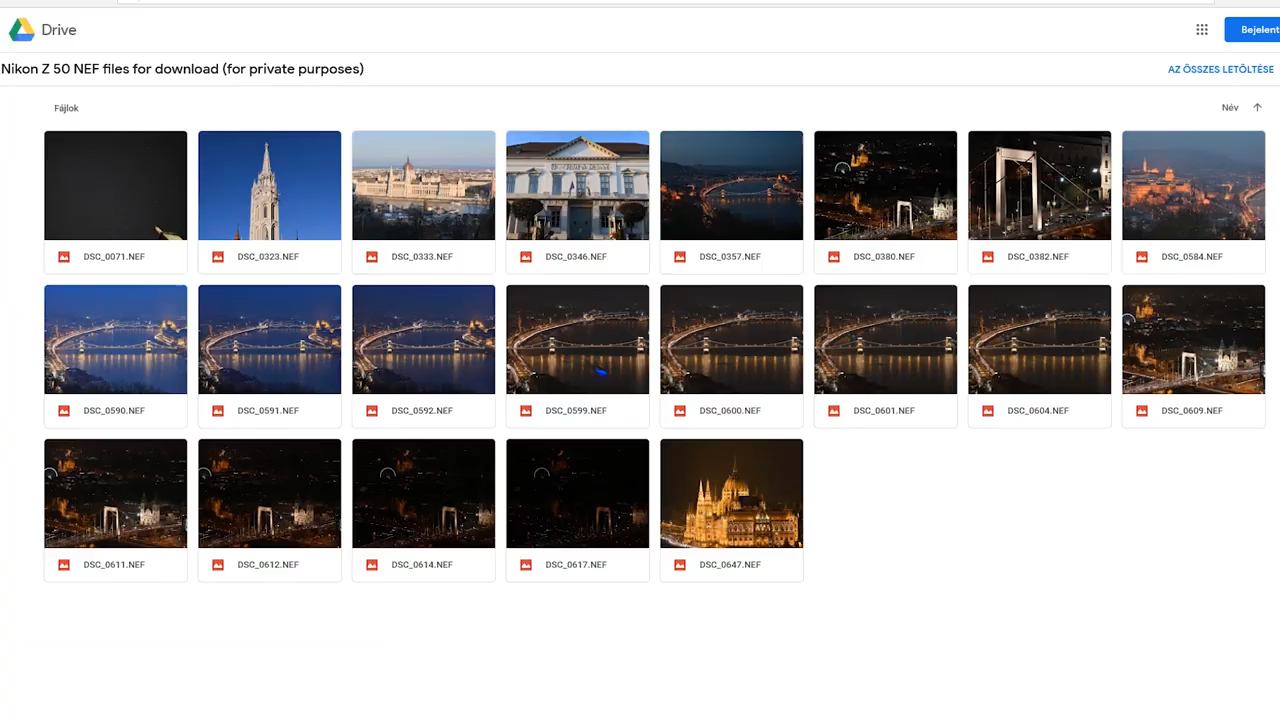 Drive
Bejelent
Nikon Z 50 NEF files for download (for private purposes)
AZ ÖSSZES LETÖLTÉSE
Fájlok
Név
DSC_0071.NEF
DSC_0323.NEF
DSC_0333.NEF
DSC_0346.NEF
DSC_0357.NEF
DSC_0380.NEF
DSC_0382.NEF
DSC_0584.NEF
DSC_0590.NEF
DSC_0591.NEF
DSC_0592.NEF
DSC_0599.NEF
DSC_0600.NEF
DSC_0601.NEF
DSC_0604.NEF
DSC_0609.NEF
DSC_0611.NEF
DSC_0612.NEF
DSC_0614.NEF
DSC_0617.NEF
DSC_0647.NEF